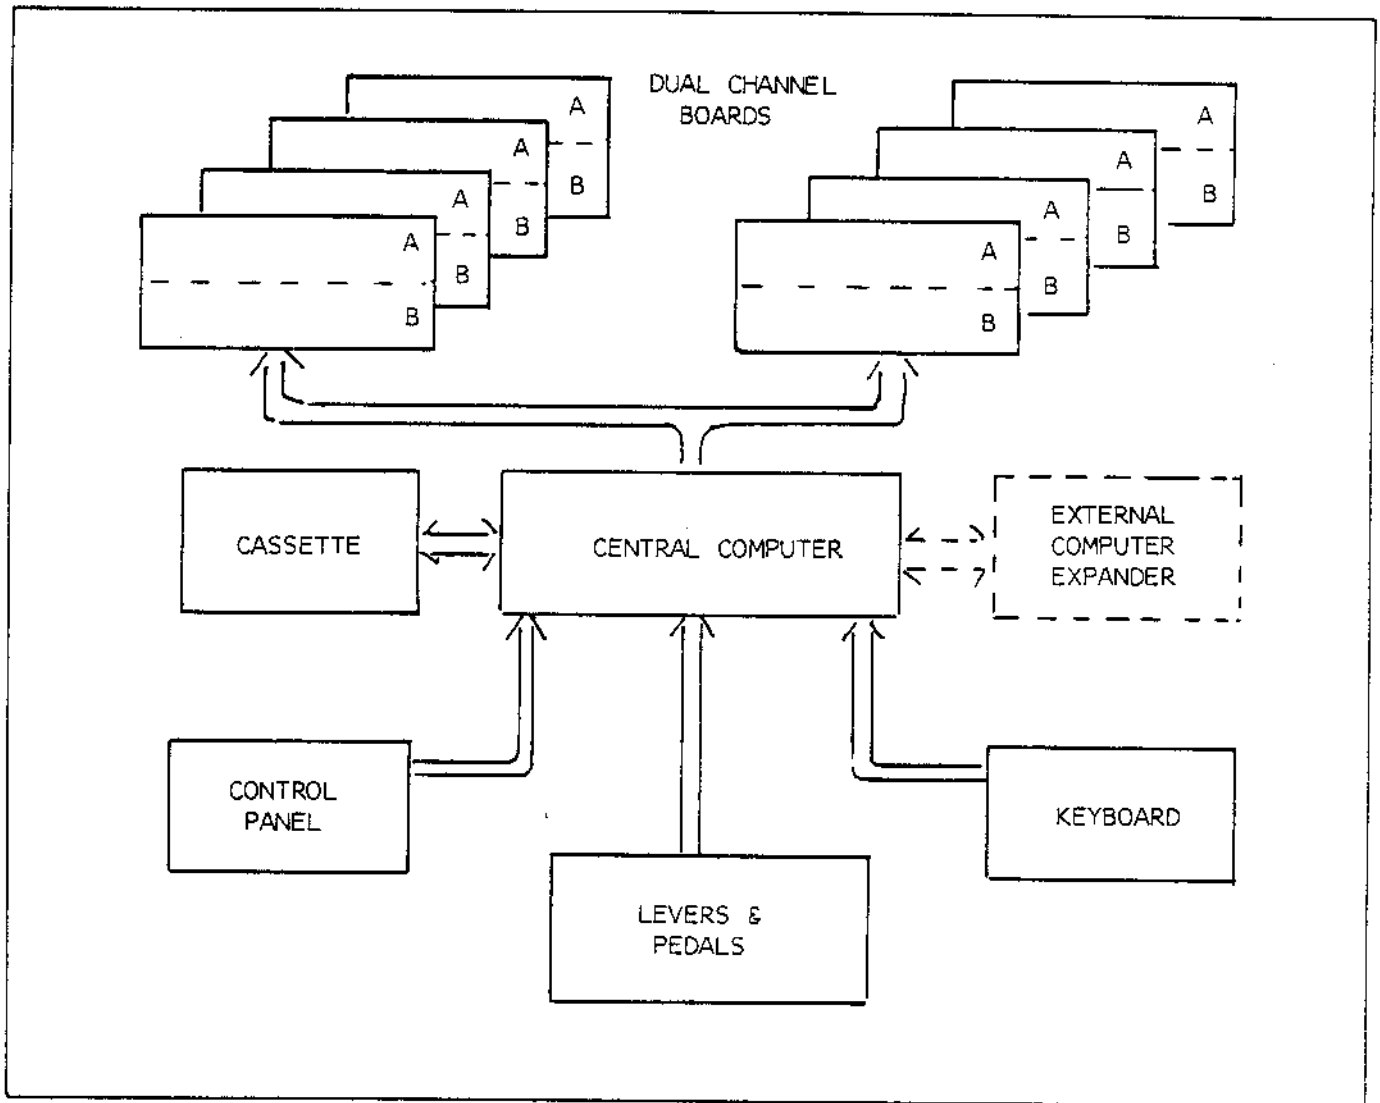 DUAL CHANNEL
BOARDS
A
B
A
B
A
B
A
B
A
B
A
B
A
B
A
B
CASSETTE
CENTRAL COMPUTER
EXTERNAL
COMPUTER
EXPANDER
CONTROL
PANEL
LEVERS &
PEDALS
KEYBOARD